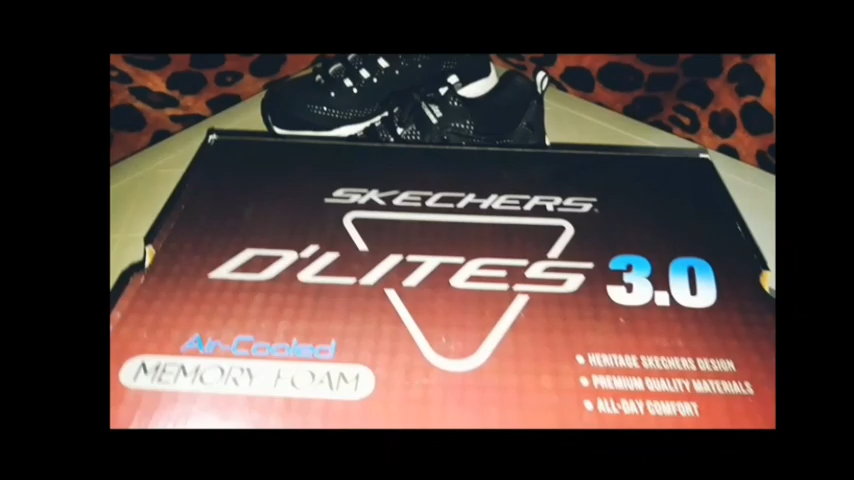 SKECHERS
D'LITES 3.0
Air-Cooled
MEMORY FOAM
HERITAGE SKECHERS DESIGN
PREMIUM QUALITY MATERIALS
ALL-DAY COMFORT